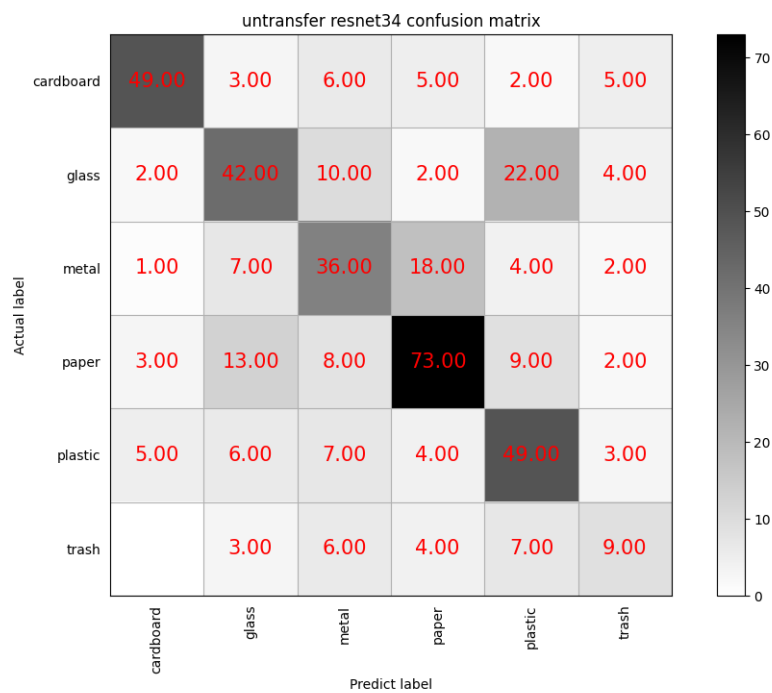 untransfer resnet34 confusion matrix
cardboard 49.00 3.00 6.00 5.00 2.00 5.00
glass 2.00 42.00 10.00 2.00 22.00 4.00
metal 1.00 7.00 36.00 18.00 4.00 2.00
paper 3.00 13.00 8.00 73.00 9.00 2.00
plastic 5.00 6.00 7.00 4.00 49.00 3.00
trash 3.00 6.00 4.00 7.00 9.00
cardboard glass metal paper plastic trash
Predict label
Actual label
70
60
50
40
30
20
10
0